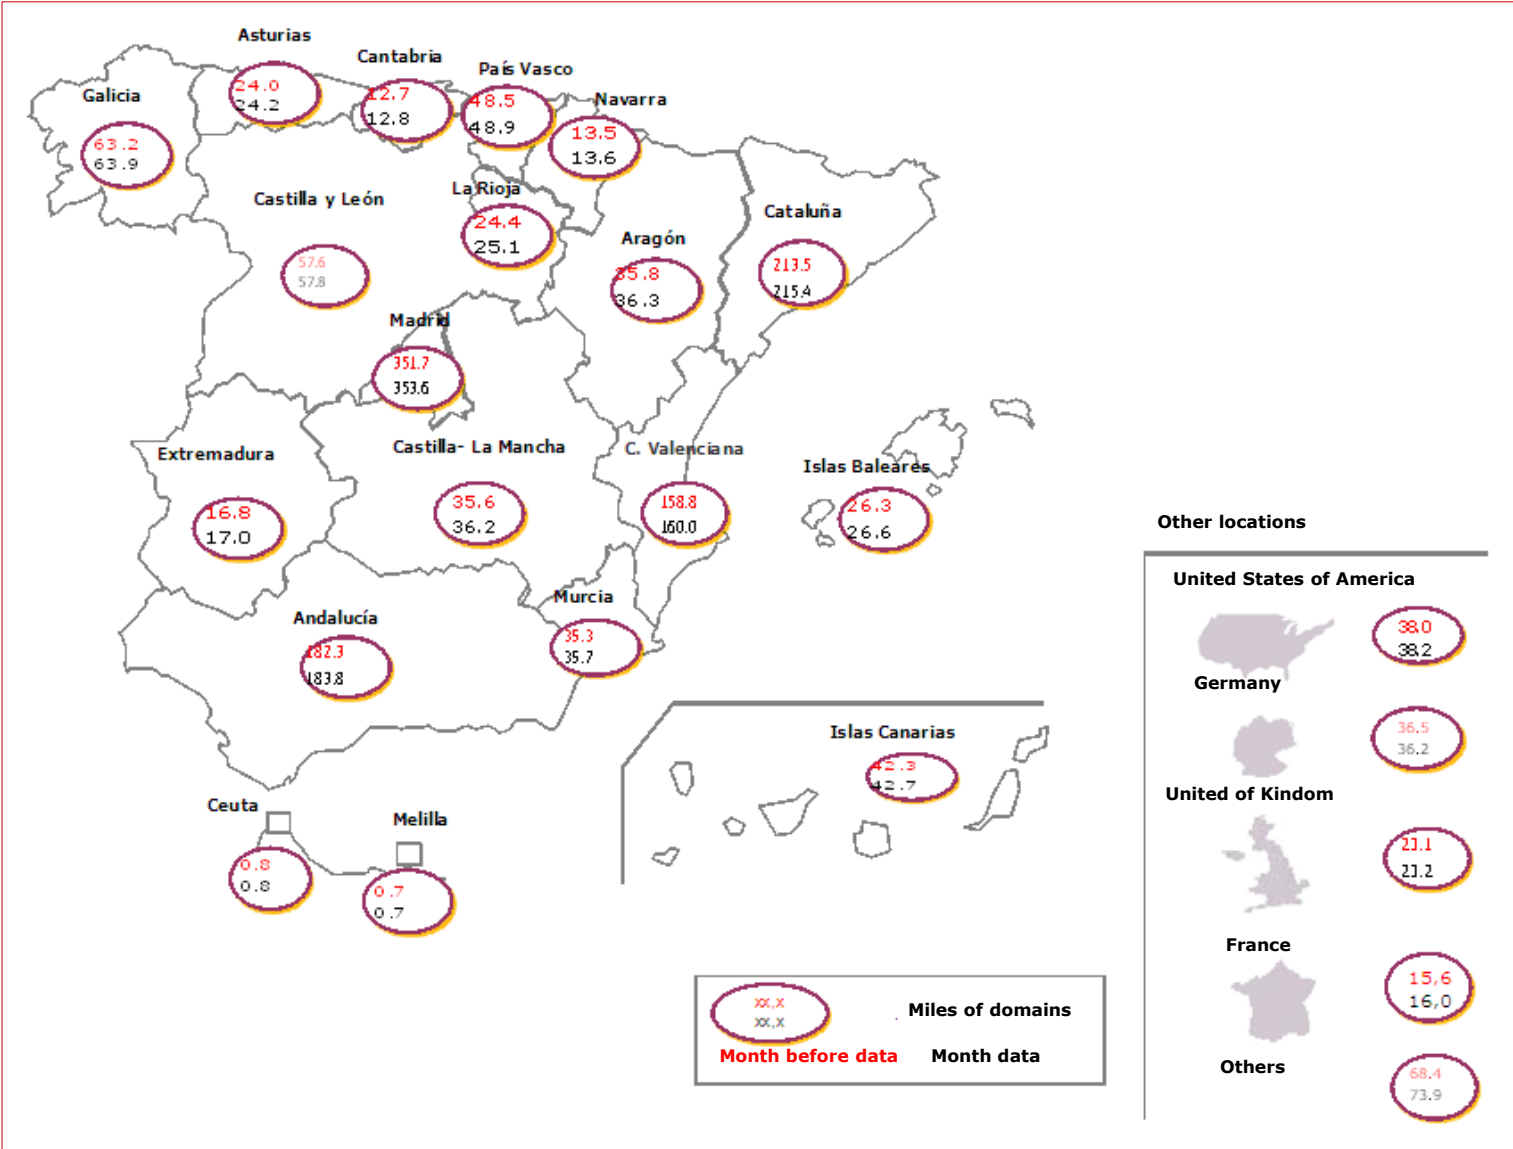 Asturias
24.0
24.2
Cantabria
12.7
12.8
País Vasco
48.5
48.9
Navarra
13.5
13.6
Galicia
63.2
63.9
Castilla y León
57.6
57.8
La Rioja
24.4
25.1
Aragón
35.8
36.3
Cataluña
213.5
215.4
Madrid
351.7
353.6
Extremadura
16.8
17.0
Castilla- La Mancha
35.6
36.2
C. Valenciana
158.8
160.0
Islas Baleares
26.3
26.6
Andalucía
182.3
183.8
Murcia
35.3
35.7
Islas Canarias
42.3
42.7
Ceuta
0.8
0.8
Melilla
0.7
0.7
xx,x
xx,x
Miles of domains
Month before data Month data
Other locations
United States of America
38.0
38.2
Germany
36.5
36.2
United of Kindom
23.1
23.2
France
15,6
16,0
Others
68.4
73.9